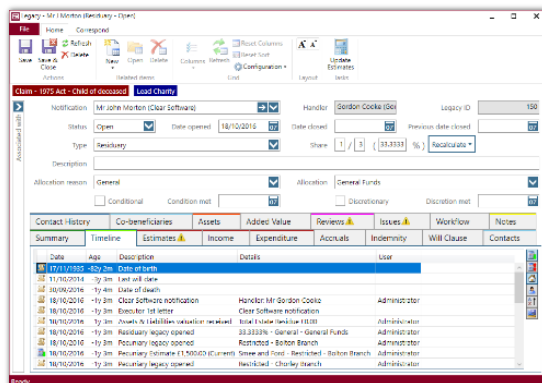 Legacy - Mr J Morton (Residuary - Open)
File Home Correspond
Save Save & Close Refresh Delete
New Open Delete
Columns Refresh Reset Columns Reset Sort Configuration
Update Estimates
Actions Related items Grid Layout Tasks
Claim - 1975 Act - Child of deceased Lead Charity
Associated with
Notification Mr John Morton (Clear Software) Handler Gordon Cooke Legacy ID 150
Status Open Date opened 18/10/2016 Date closed Previous date closed
Type Residuary Share 1 / 3 ( 33.3333 % ) Recalculate
Description
Allocation reason General Allocation General Funds
Conditional Condition met Discretionary Discretion met
Contact History Co-beneficiaries Assets Added Value Reviews Issues Workflow Notes
Summary Timeline Estimates Income Expenditure Accruals Indemnity Will Clause Contacts
Date Age Description Details User
17/11/1935 -82y 2m Date of birth
11/10/2014 -3y 3m Last will date
30/09/2016 -1y 4m Date of death
18/10/2016 -1y 3m Clear Software notification Handler: Mr Gordon Cooke Administrator
18/10/2016 -1y 3m Executor 1st letter Clear Software notification Administrator
18/10/2016 -1y 3m Assets & Liabilities valuation received Total Estate Residue £0.00 Administrator
18/10/2016 -1y 3m Residuary legacy opened 33.3333% - General - General Funds Administrator
18/10/2016 -1y 3m Pecuniary legacy opened Restricted - Bolton Branch Administrator
18/10/2016 -1y 3m Pecuniary Estimate £1,500.00 (Current) Smee and Ford - Restricted - Bolton Branch Administrator
18/10/2016 -1y 3m Pecuniary legacy opened Restricted - Chorley Branch Administrator
Ready